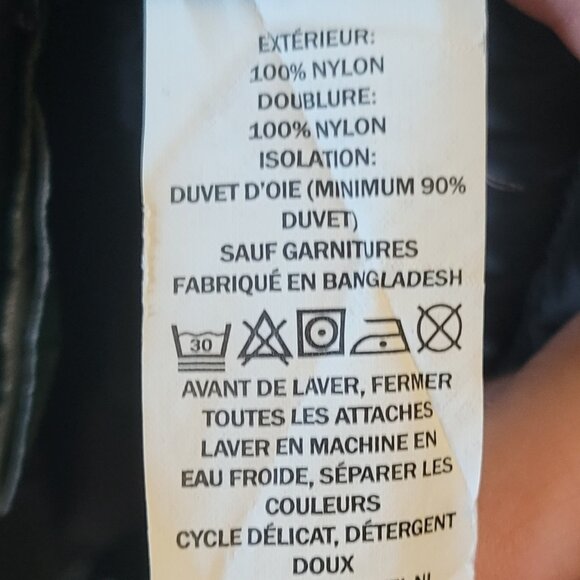 EXTÉRIEUR:
100% NYLON
DOUBLURE:
100% NYLON
ISOLATION:
DUVET D'OIE (MINIMUM 90%
DUVET)
SAUF GARNITURES
FABRIQUÉ EN BANGLADESH
30
AVANT DE LAVER, FERMER
TOUTES LES ATTACHES
LAVER EN MACHINE EN
EAU FROIDE, SÉPARER LES
COULEURS
CYCLE DÉLICAT, DÉTERGENT
DOUX